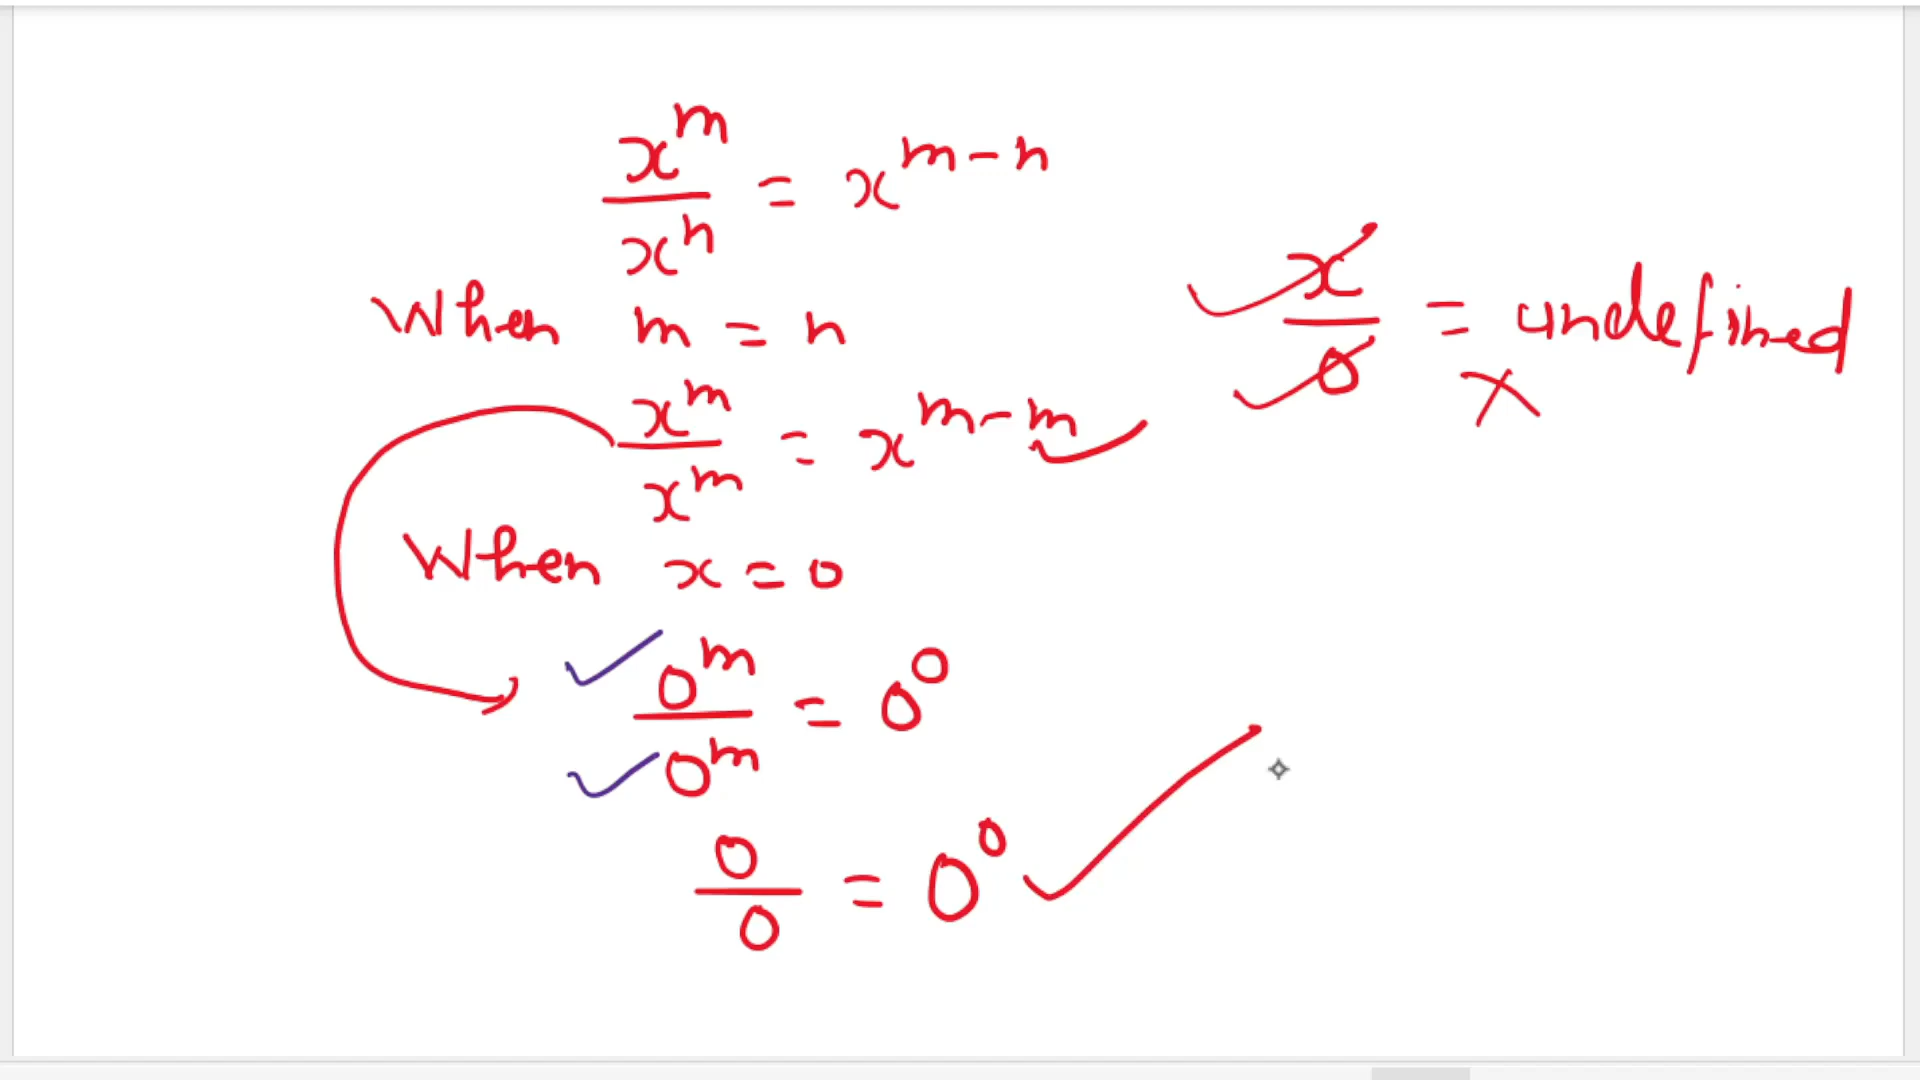 x^m / x^n = x^(m-n)
When m = n
x / 0 = undefined
x^m / x^m = x^(m-m)
When x = 0
0^m / 0^m = 0^0
0 / 0 = 0^0